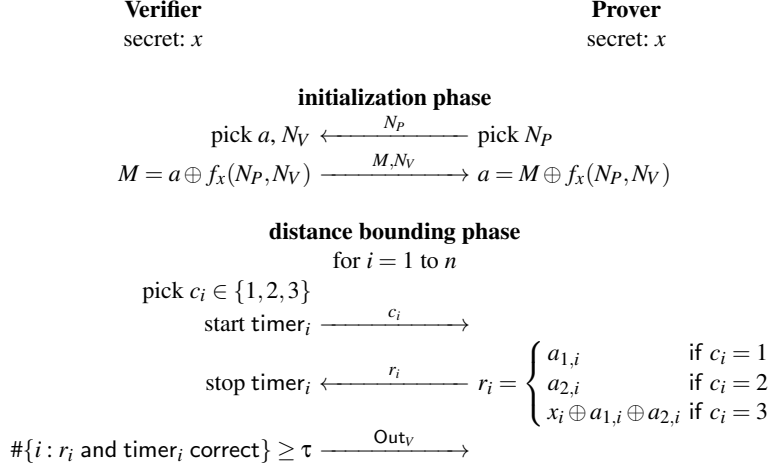 Verifier Prover
secret: x secret: x
initialization phase
pick a, N_V ←N_P— pick N_P
M = a ⊕ f_x(N_P, N_V) —M,N_V→ a = M ⊕ f_x(N_P, N_V)
distance bounding phase
for i = 1 to n
pick c_i ∈ {1,2,3}
start timer_i —c_i→
stop timer_i ←r_i— r_i = { a_{1,i} if c_i = 1
a_{2,i} if c_i = 2
x_i ⊕ a_{1,i} ⊕ a_{2,i} if c_i = 3
#{i : r_i and timer_i correct} ≥ τ —Out_V→